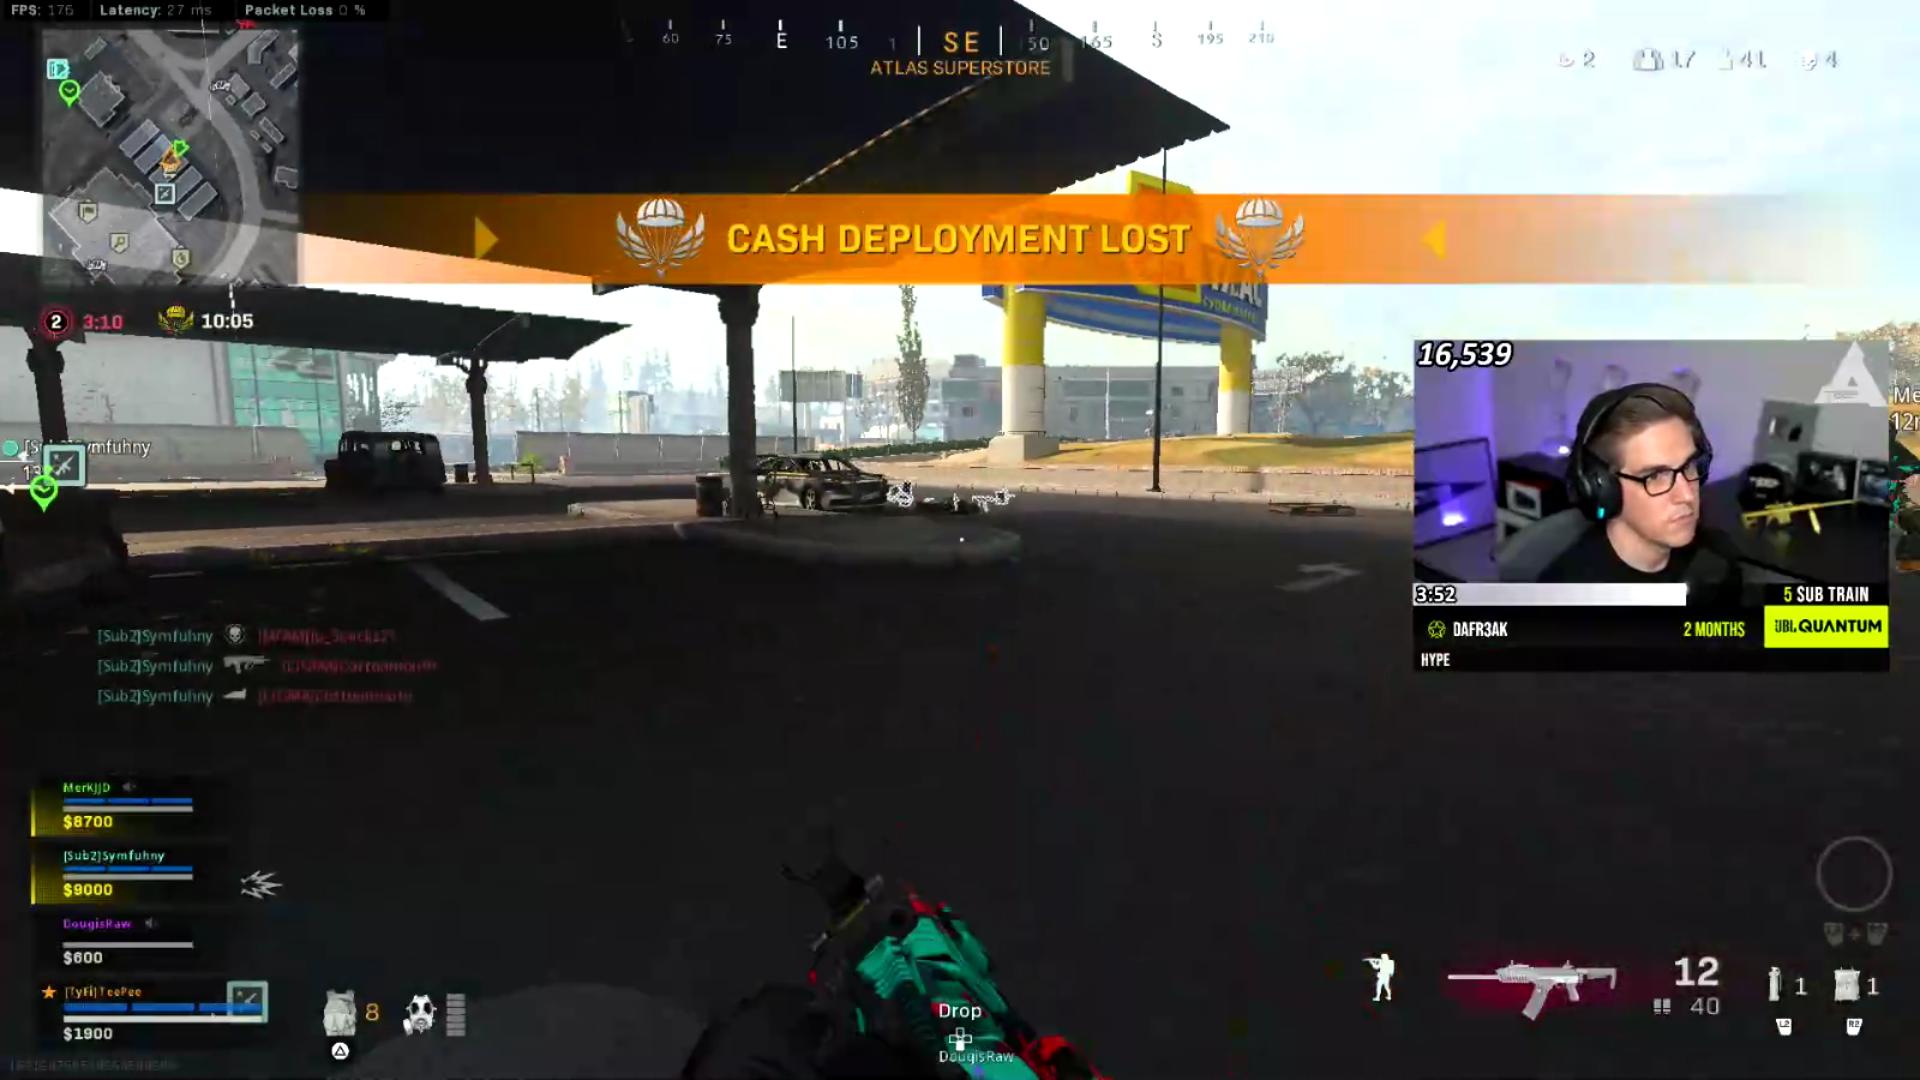 FPS: 176 Latency: 27 ms Packet Loss 0 %
60 75 E 105 SE 165 S 195 210
ATLAS SUPERSTORE
2 17 41 4
CASH DEPLOYMENT LOST
2 3:10 10:05
16,539
3:52
5 SUB TRAIN
DAFR3AK 2 MONTHS
QUANTUM
HYPE
[Sub2]Symfuhny
[Sub2]Symfuhny
[Sub2]Symfuhny
MerKJJD
$8700
[Sub2]Symfuhny
$9000
DougisRaw
$600
[TyFi]TeePee
$1900
8
Drop
DougisRaw
12
40
1 1
L2 R2